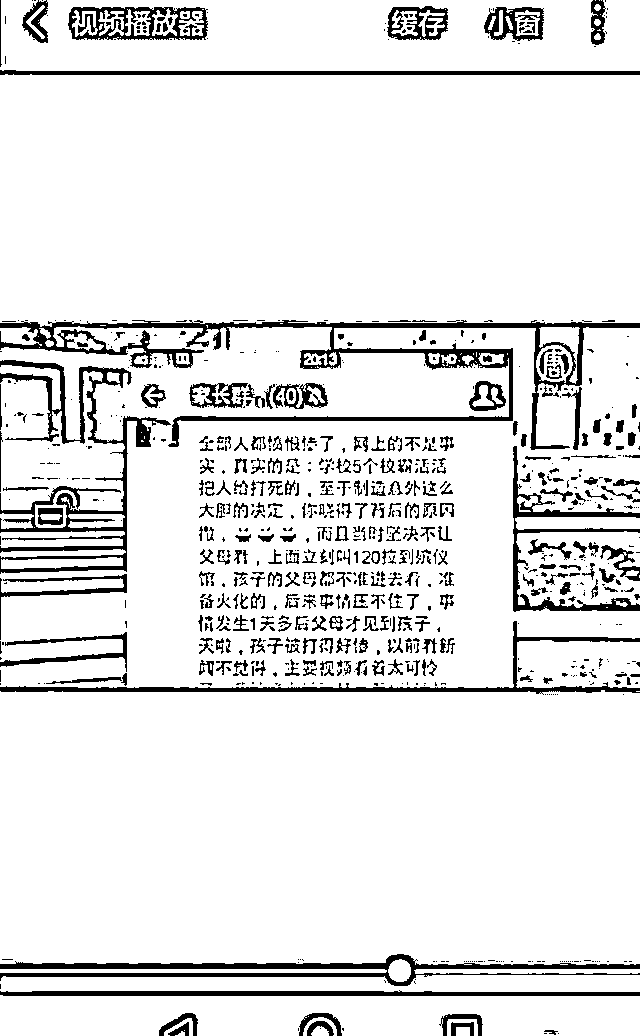 视频播放器 缓存 小窗
20:13
家长群(40)
全部人都愤恨惨了，网上的不是事
实，真实的是：学校5个校霸活活
把人给打死的，至于制造意外这么
大胆的决定，你晓得了背后的原因
撒，而且当时坚决不让
父母看，上面立刻叫120拉到殡仪
馆，孩子的父母都不准进去看，准
备火化的，后来事情压不住了，事
情发生1天多后父母才见到孩子，
天啦，孩子被打得好惨，以前看新
闻不觉得，主要视频看着太可怜
唐